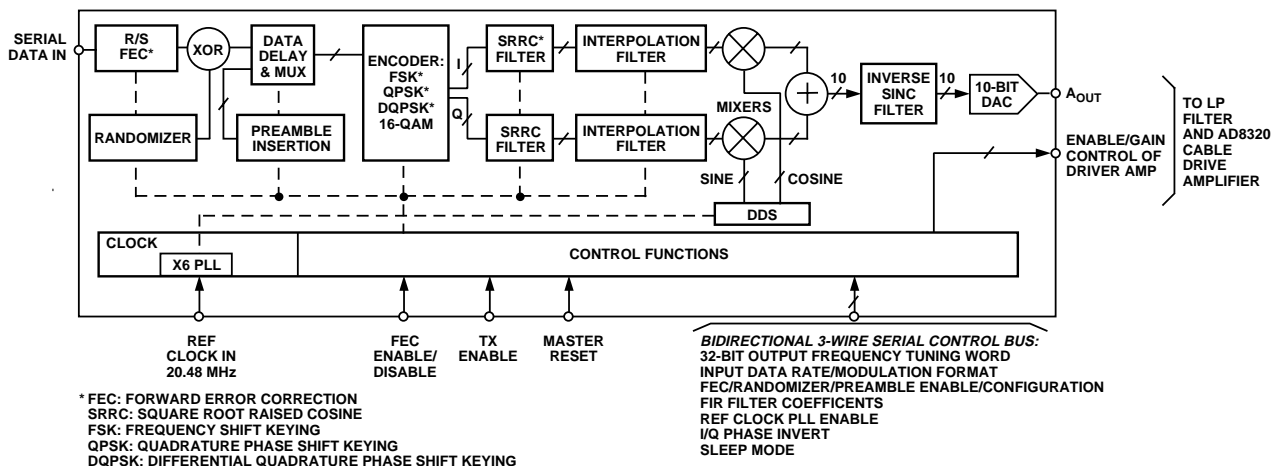 SERIAL
DATA IN
R/S
FEC*
XOR
DATA
DELAY
& MUX
RANDOMIZER
PREAMBLE
INSERTION
ENCODER:
FSK*
QPSK*
DQPSK*
16-QAM
I
Q
SRRC*
FILTER
SRRC
FILTER
INTERPOLATION
FILTER
INTERPOLATION
FILTER
MIXERS
SINE
COSINE
DDS
+
10
INVERSE
SINC
FILTER
10
10-BIT
DAC
AOUT
ENABLE/GAIN
CONTROL OF
DRIVER AMP
TO LP
FILTER
AND AD8320
CABLE
DRIVE
AMPLIFIER
CLOCK
X6 PLL
CONTROL FUNCTIONS
REF
CLOCK IN
20.48 MHz
FEC
ENABLE/
DISABLE
TX
ENABLE
MASTER
RESET
BIDIRECTIONAL 3-WIRE SERIAL CONTROL BUS:
32-BIT OUTPUT FREQUENCY TUNING WORD
INPUT DATA RATE/MODULATION FORMAT
FEC/RANDOMIZER/PREAMBLE ENABLE/CONFIGURATION
FIR FILTER COEFFICENTS
REF CLOCK PLL ENABLE
I/Q PHASE INVERT
SLEEP MODE
* FEC: FORWARD ERROR CORRECTION
SRRC: SQUARE ROOT RAISED COSINE
FSK: FREQUENCY SHIFT KEYING
QPSK: QUADRATURE PHASE SHIFT KEYING
DQPSK: DIFFERENTIAL QUADRATURE PHASE SHIFT KEYING